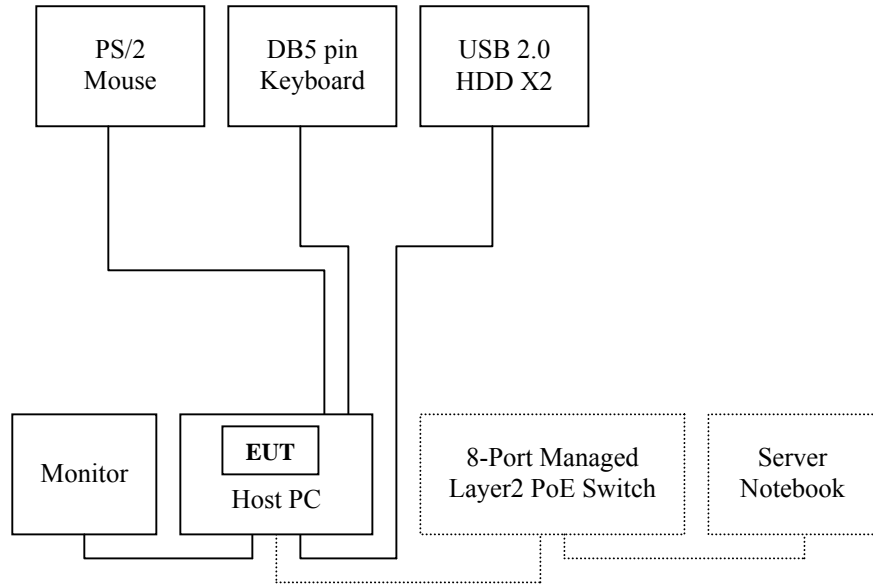 PS/2
Mouse
DB5 pin
Keyboard
USB 2.0
HDD X2
Monitor
EUT
Host PC
8-Port Managed
Layer2 PoE Switch
Server
Notebook